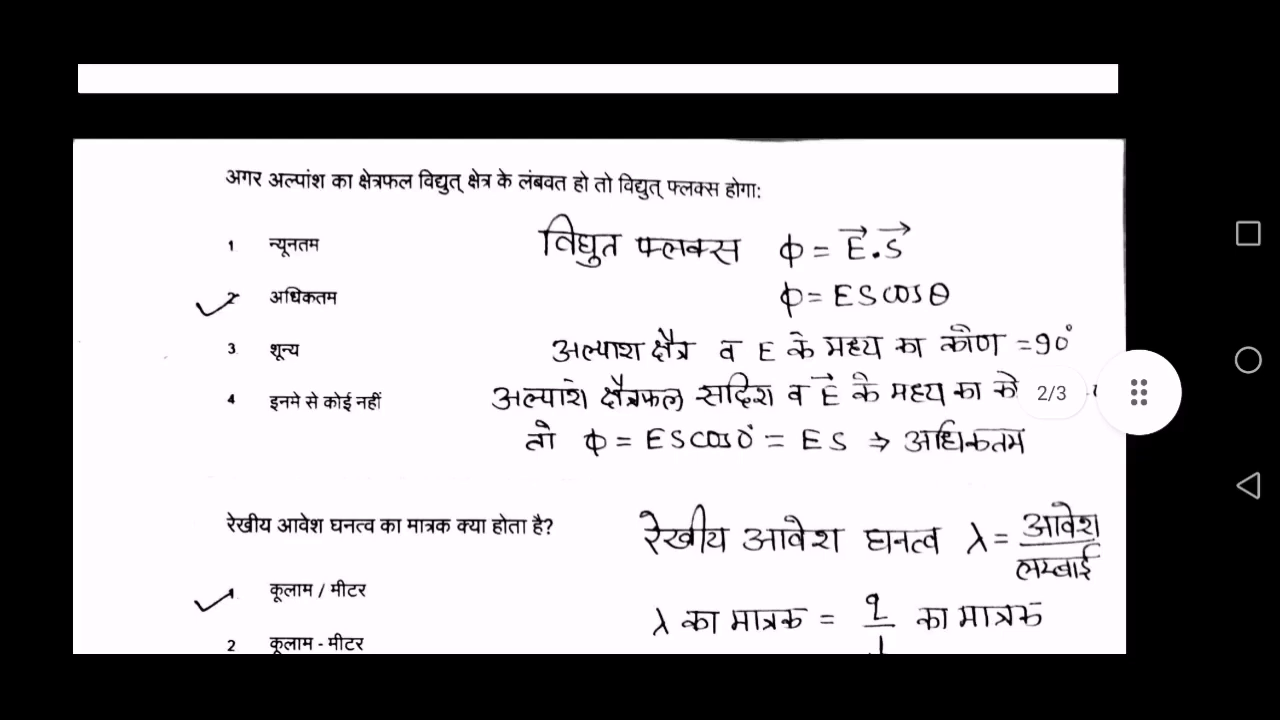 अगर अल्पांश का क्षेत्रफल विद्युत् क्षेत्र के लंबवत हो तो विद्युत् फ्लक्स होगा:
1 न्यूनतम
विधुत फ्लक्स ϕ = E⃗.S⃗
2 अधिकतम
ϕ = ES cos θ
3 शून्य
अल्पाश क्षेत्र व E के मध्य का कोण = 90°
4 इनमे से कोई नहीं
अल्पाशं क्षेत्रफल सदिश व E⃗ के मध्य का को
2/3
तो ϕ = ES cos 0° = ES ⇒ अधिकतम
रेखीय आवेश घनत्व का मात्रक क्या होता है?
रेखीय आवेश घनत्व λ = आवेश / लम्बाई
1 कूलाम / मीटर
λ का मात्रक = q / l का मात्रक
2 कूलाम - मीटर